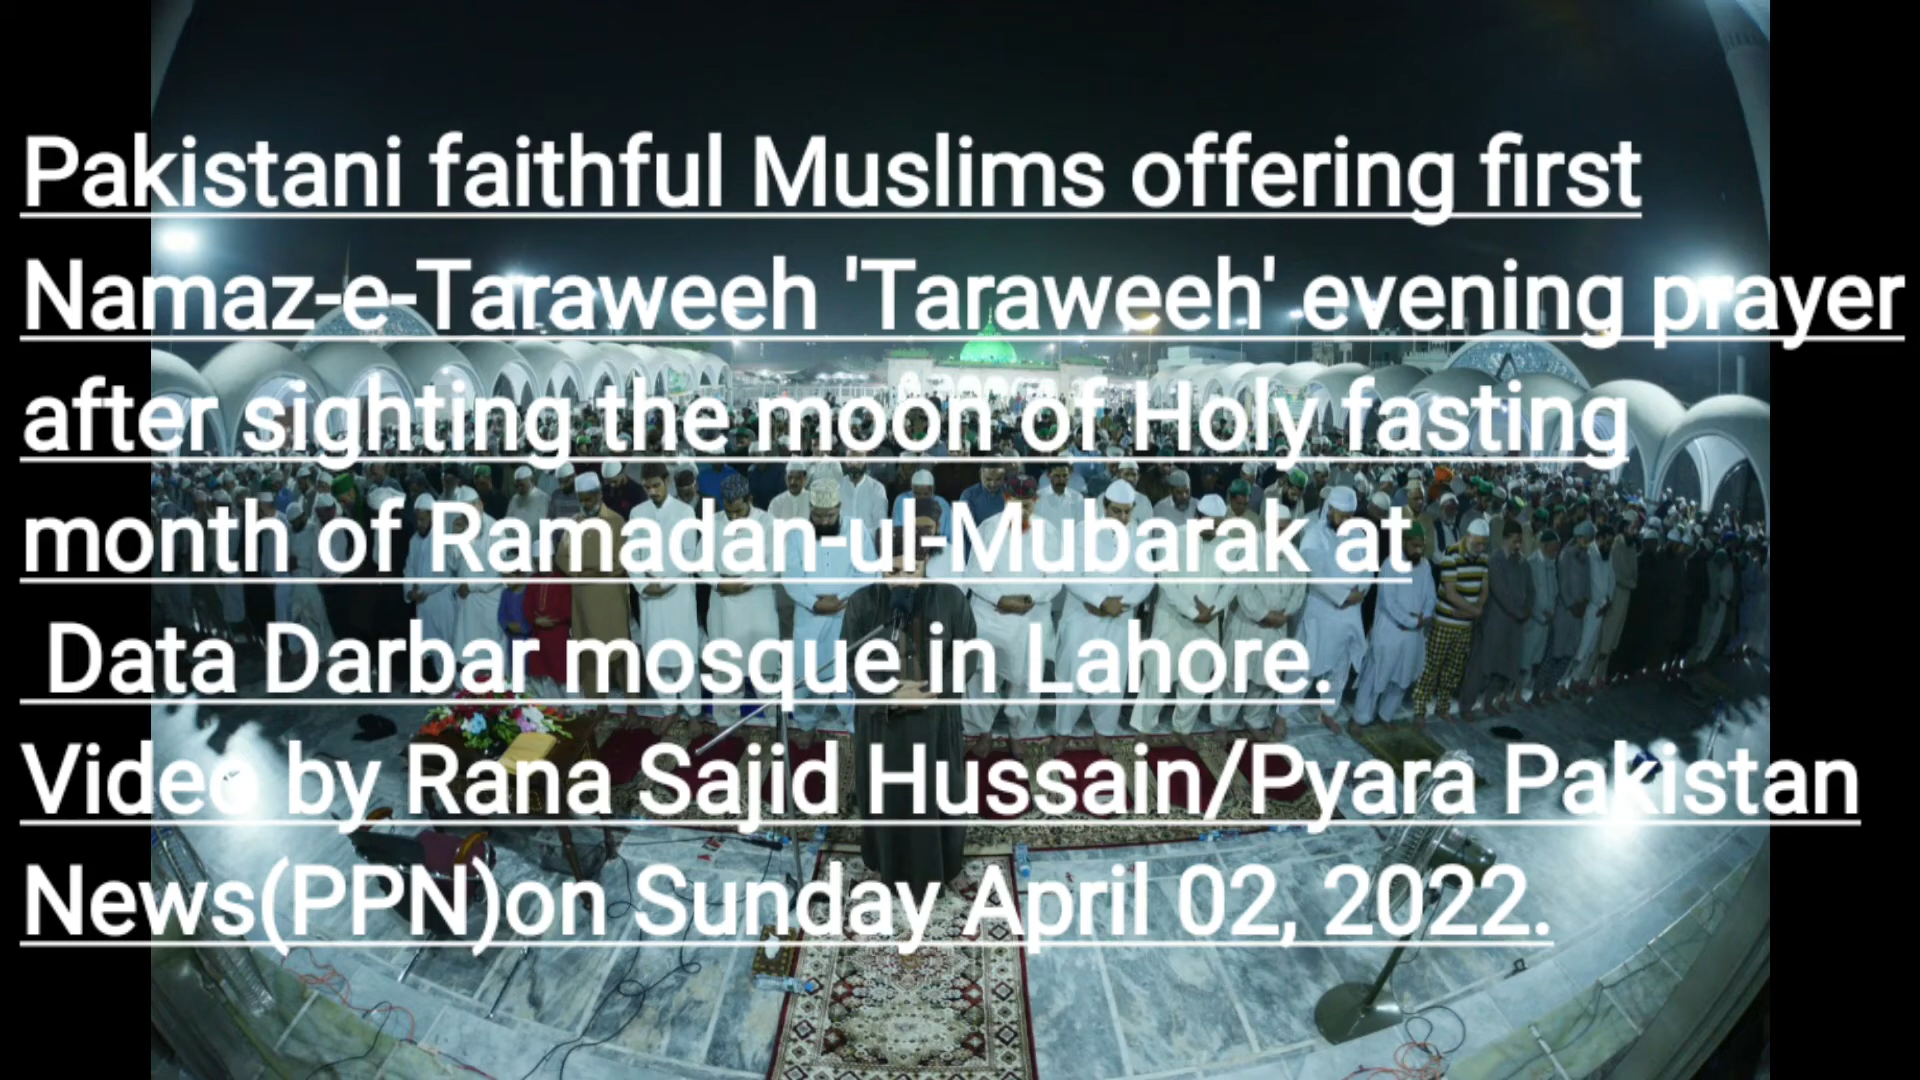 Pakistani faithful Muslims offering first
Namaz-e-Taraweeh 'Taraweeh' evening prayer
after sighting the moon of Holy fasting
month of Ramadan-ul-Mubarak at
Data Darbar mosque in Lahore.
Video by Rana Sajid Hussain/Pyara Pakistan
News(PPN)on Sunday April 02, 2022.